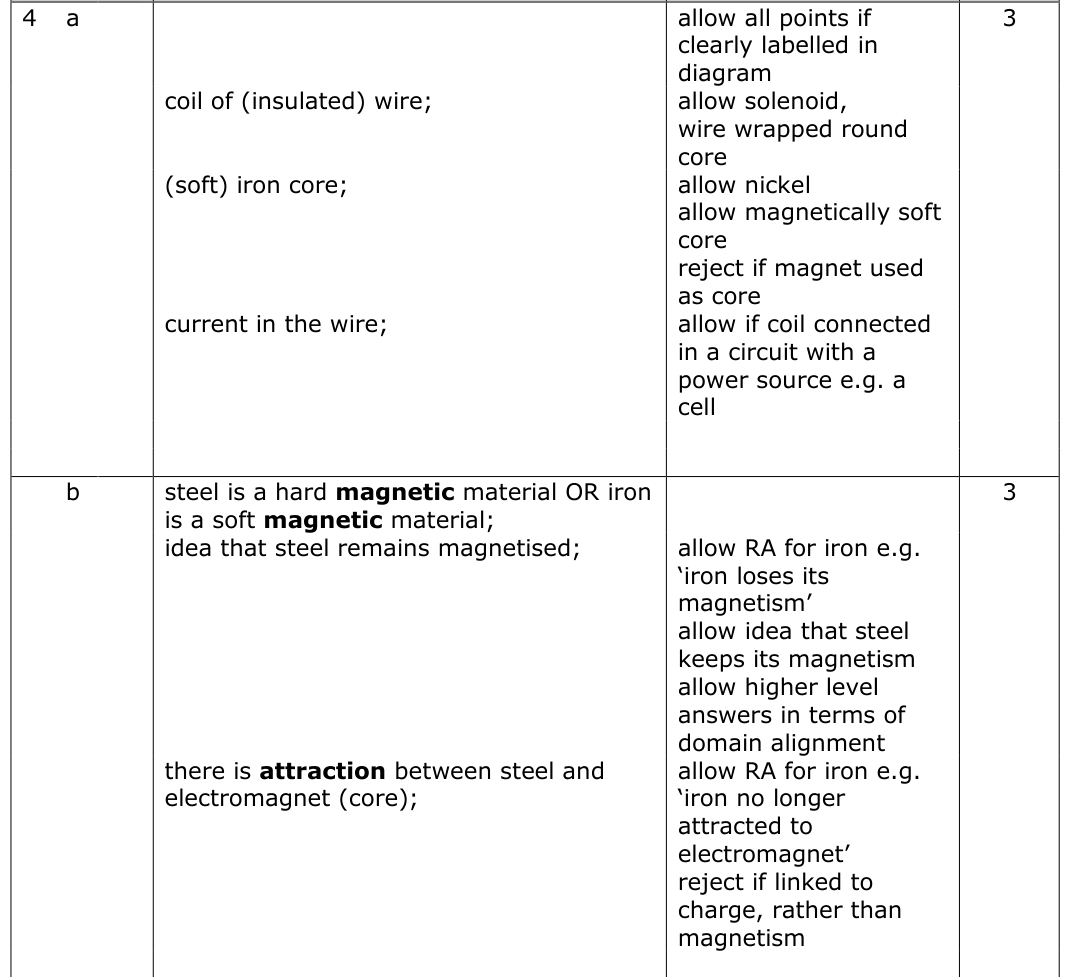 4 a allow all points if 3
clearly labelled in
diagram
coil of (insulated) wire; allow solenoid,
wire wrapped round
core
(soft) iron core; allow nickel
allow magnetically soft
core
reject if magnet used
as core
current in the wire; allow if coil connected
in a circuit with a
power source e.g. a
cell
b steel is a hard magnetic material OR iron 3
is a soft magnetic material;
idea that steel remains magnetised; allow RA for iron e.g.
‘iron loses its
magnetism’
allow idea that steel
keeps its magnetism
allow higher level
answers in terms of
domain alignment
there is attraction between steel and allow RA for iron e.g.
electromagnet (core); ‘iron no longer
attracted to
electromagnet’
reject if linked to
charge, rather than
magnetism